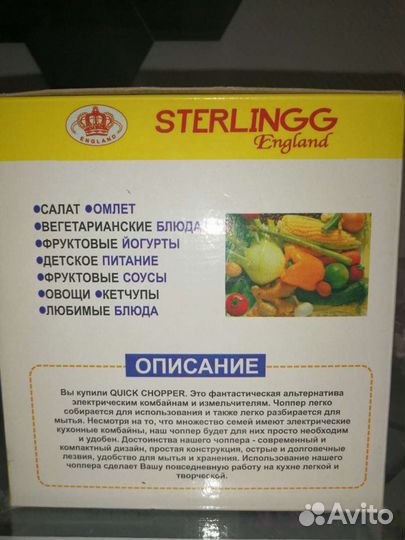 STERLINGG
England
ENGLAND
•САЛАТ •ОМЛЕТ
•ВЕГЕТАРИАНСКИЕ БЛЮДА
•ФРУКТОВЫЕ ЙОГУРТЫ
•ДЕТСКОЕ ПИТАНИЕ
•ФРУКТОВЫЕ СОУСЫ
•ОВОЩИ •КЕТЧУПЫ
•ЛЮБИМЫЕ БЛЮДА
ОПИСАНИЕ
Вы купили QUICK CHOPPER. Это фантастическая альтернатива
электрическим комбайнам и измельчителям. Чоппер легко
собирается для использования и также легко разбирается для
мытья. Несмотря на то, что множество семей имеют электрические
кухонные комбайны, наш чоппер будет для них просто необходим
и удобен. Достоинства нашего чоппера - современный и
компактный дизайн, простая конструкция, острые и долговечные
лезвия, удобство для мытья и хранения. Использование нашего
чоппера сделает Вашу повседневную работу на кухне легкой и
творческой.
Avito